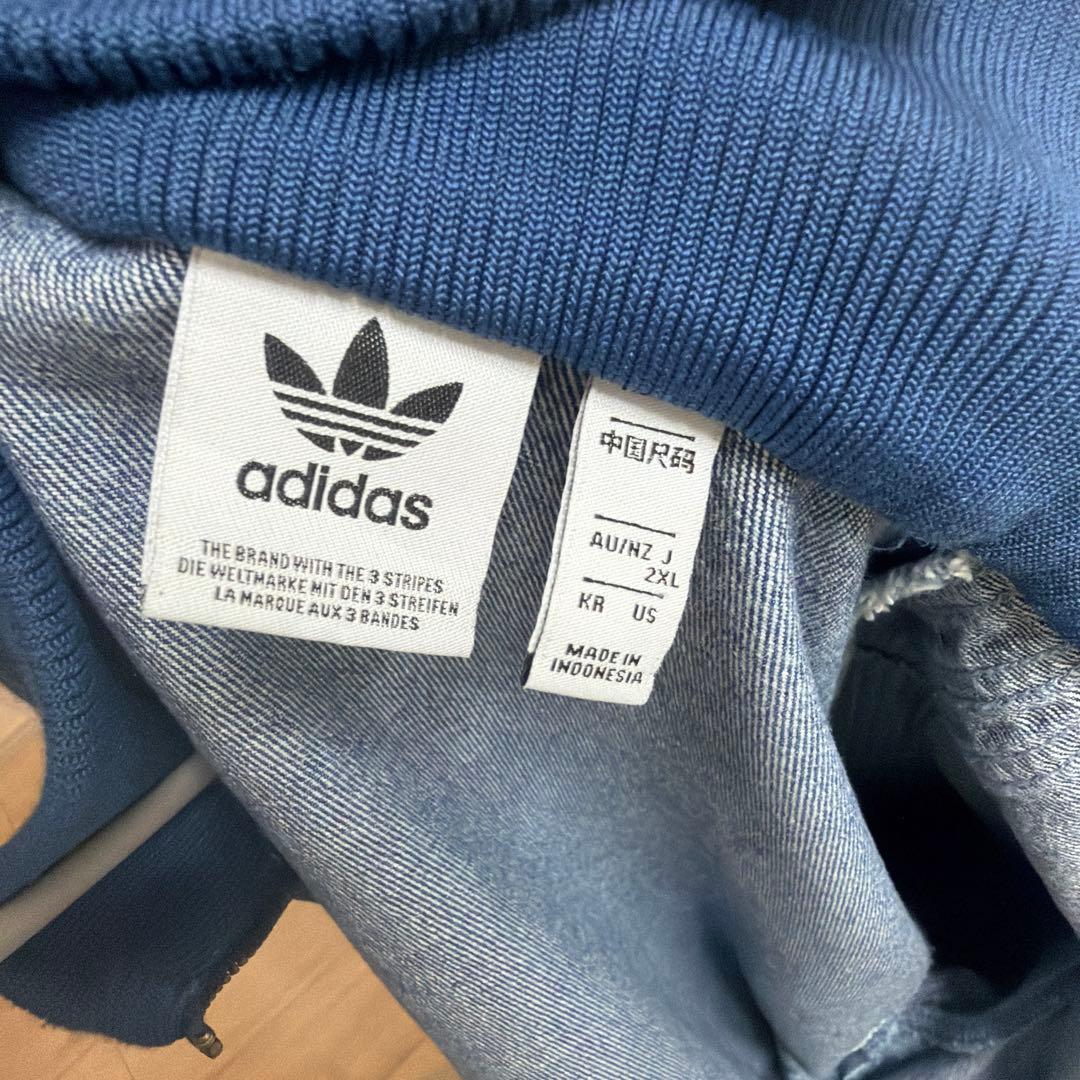 adidas
THE BRAND WITH THE 3 STRIPES
DIE WELTMARKE MIT DEN 3 STREIFEN
LA MARQUE AUX 3 BANDES
中国尺码
AU/NZ J
2XL
KR US
MADE IN
INDONESIA